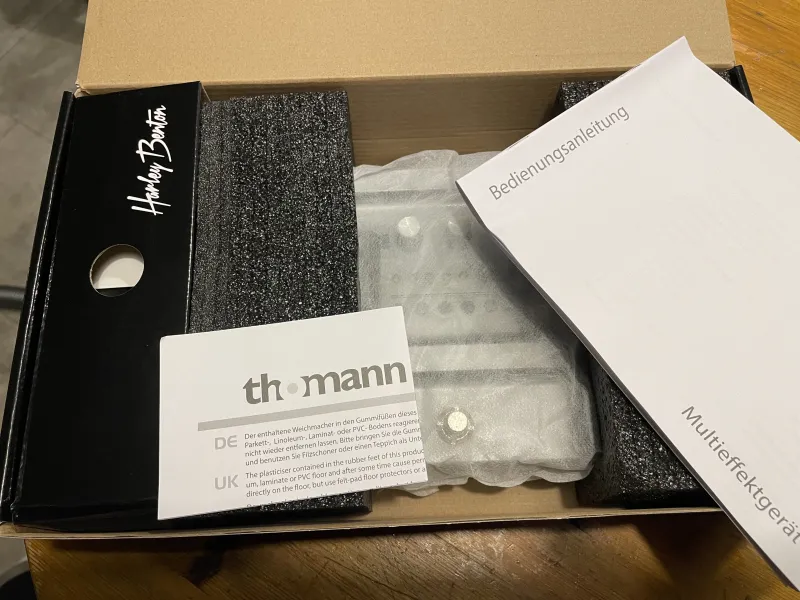 Harley Benton
Bedienungsanleitung
Multieffektgerät
thomann
DE
Der enthaltene Weichmacher in den Gummifüßen dieses
Parkett-, Linoleum-, Laminat- oder PVC- Bodens reagieren
nicht wieder entfernen lassen. Bitte bringen Sie die Gum
und benutzen Sie Filzschoner oder einen Teppich als Unt
UK
The plasticiser contained in the rubber feet of this produc
um, laminate or PVC floor and after some time cause per
directly on the floor, but use felt-pad floor protectors or a